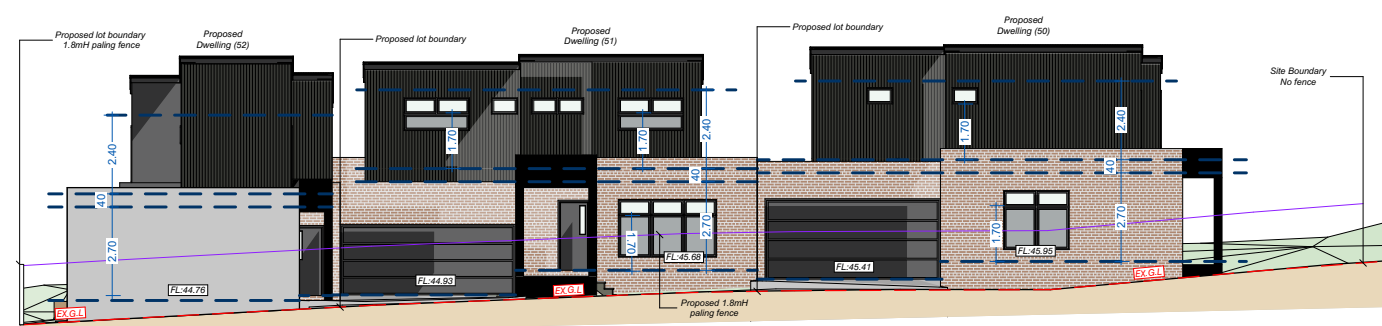 Proposed lot boundary
1.8mH paling fence
Proposed
Dwelling (52)
Proposed lot boundary
Proposed
Dwelling (51)
Proposed lot boundary
Proposed
Dwelling (50)
Site Boundary
No fence
2.40
40
2.70
1.70
1.70
2.40
40
2.70
1.70
1.70
2.40
40
2.70
1.70
FL:44.76
FL:44.93
FL:45.68
FL:45.41
FL:45.95
EX.G.L
EX.G.L
EX.G.L
Proposed 1.8mH
paling fence